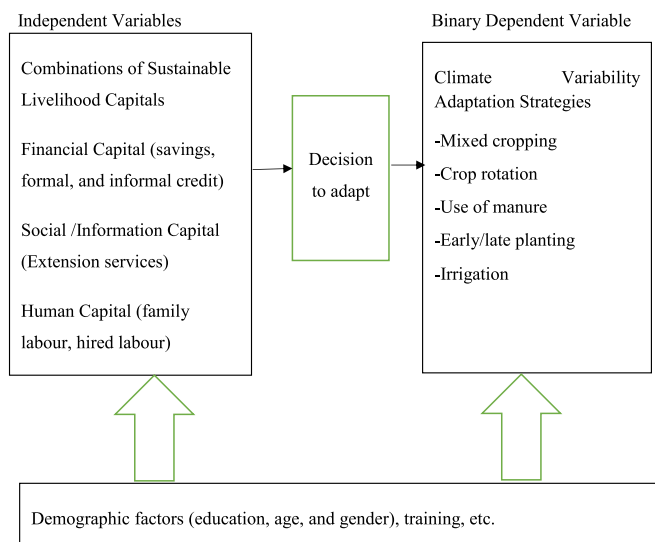 Independent Variables
Combinations of Sustainable
Livelihood Capitals
Financial Capital (savings,
formal, and informal credit)
Social /Information Capital
(Extension services)
Human Capital (family
labour, hired labour)
Decision
to adapt
Binary Dependent Variable
Climate Variability
Adaptation Strategies
-Mixed cropping
-Crop rotation
-Use of manure
-Early/late planting
-Irrigation
Demographic factors (education, age, and gender), training, etc.